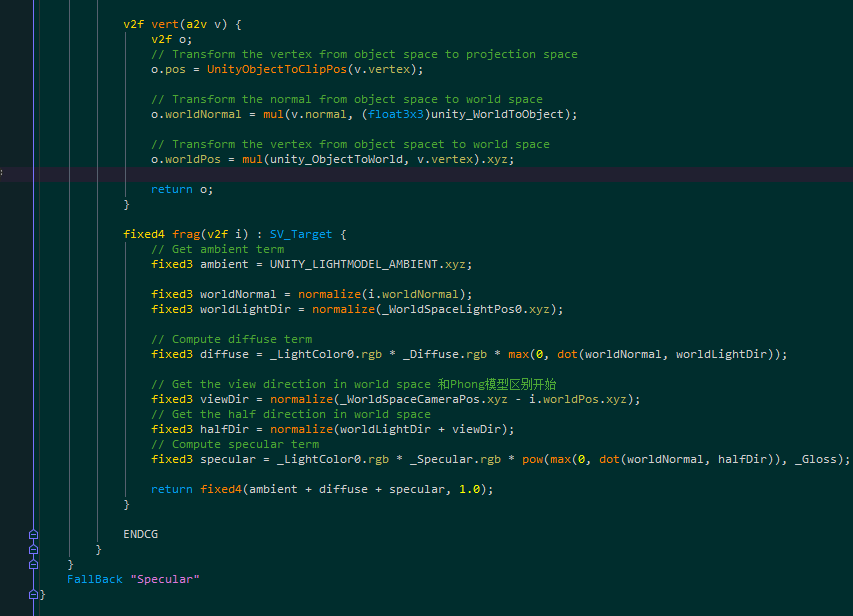 v2f vert(a2v v) {
v2f o;
// Transform the vertex from object space to projection space
o.pos = UnityObjectToClipPos(v.vertex);
// Transform the normal from object space to world space
o.worldNormal = mul(v.normal, (float3x3)unity_WorldToObject);
// Transform the vertex from object spacet to world space
o.worldPos = mul(unity_ObjectToWorld, v.vertex).xyz;
return o;
}
fixed4 frag(v2f i) : SV_Target {
// Get ambient term
fixed3 ambient = UNITY_LIGHTMODEL_AMBIENT.xyz;
fixed3 worldNormal = normalize(i.worldNormal);
fixed3 worldLightDir = normalize(_WorldSpaceLightPos0.xyz);
// Compute diffuse term
fixed3 diffuse = _LightColor0.rgb * _Diffuse.rgb * max(0, dot(worldNormal, worldLightDir));
// Get the view direction in world space 和Phong模型区别开始
fixed3 viewDir = normalize(_WorldSpaceCameraPos.xyz - i.worldPos.xyz);
// Get the half direction in world space
fixed3 halfDir = normalize(worldLightDir + viewDir);
// Compute specular term
fixed3 specular = _LightColor0.rgb * _Specular.rgb * pow(max(0, dot(worldNormal, halfDir)), _Gloss);
return fixed4(ambient + diffuse + specular, 1.0);
}
ENDCG
}
}
FallBack "Specular"
}